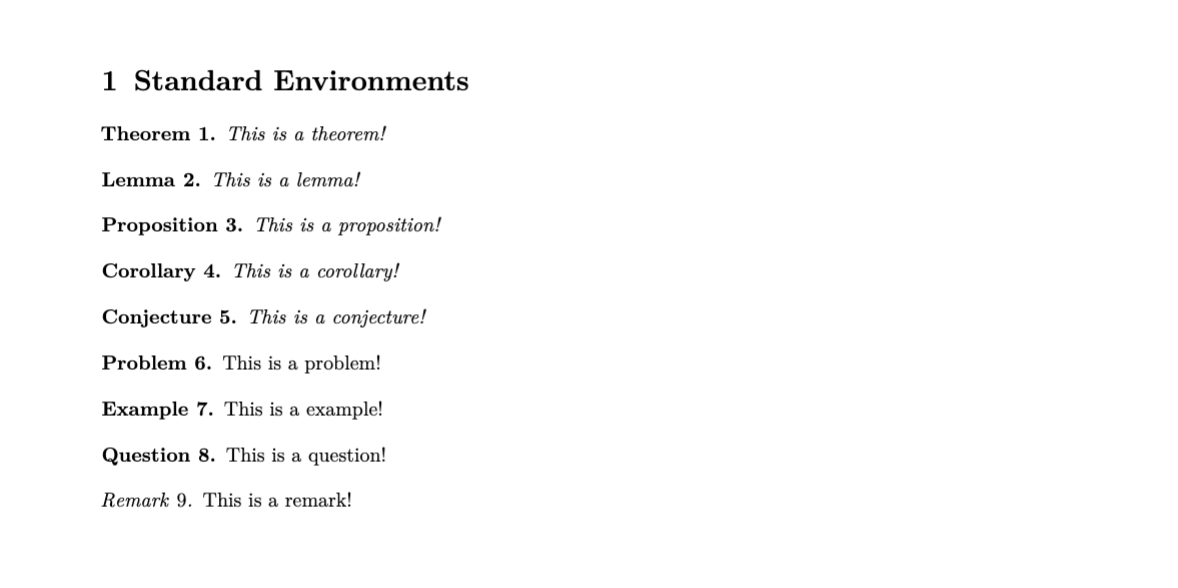 1 Standard Environments
Theorem 1. This is a theorem!
Lemma 2. This is a lemma!
Proposition 3. This is a proposition!
Corollary 4. This is a corollary!
Conjecture 5. This is a conjecture!
Problem 6. This is a problem!
Example 7. This is a example!
Question 8. This is a question!
Remark 9. This is a remark!